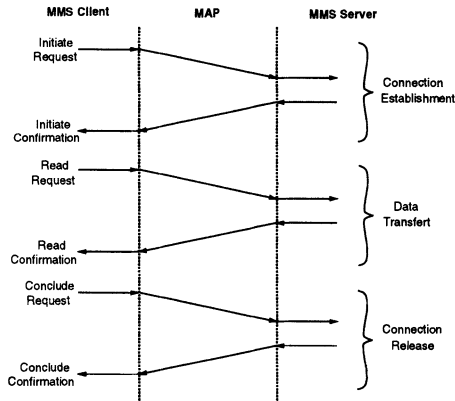 MMS Client
MAP
MMS Server
Initiate
Request
Connection
Establishment
Initiate
Confirmation
Read
Request
Data
Transfert
Read
Confirmation
Conclude
Request
Connection
Release
Conclude
Confirmation